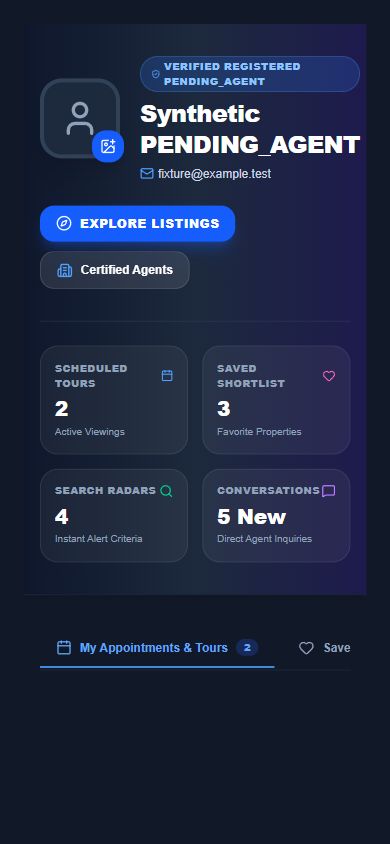 VERIFIED REGISTERED
PENDING_AGENT
Synthetic
PENDING_AGENT
fixture@example.test
EXPLORE LISTINGS
Certified Agents
SCHEDULED
TOURS
2
Active Viewings
SAVED
SHORTLIST
3
Favorite Properties
SEARCH RADARS
4
Instant Alert Criteria
CONVERSATIONS
5 New
Direct Agent Inquiries
My Appointments & Tours 2 Save